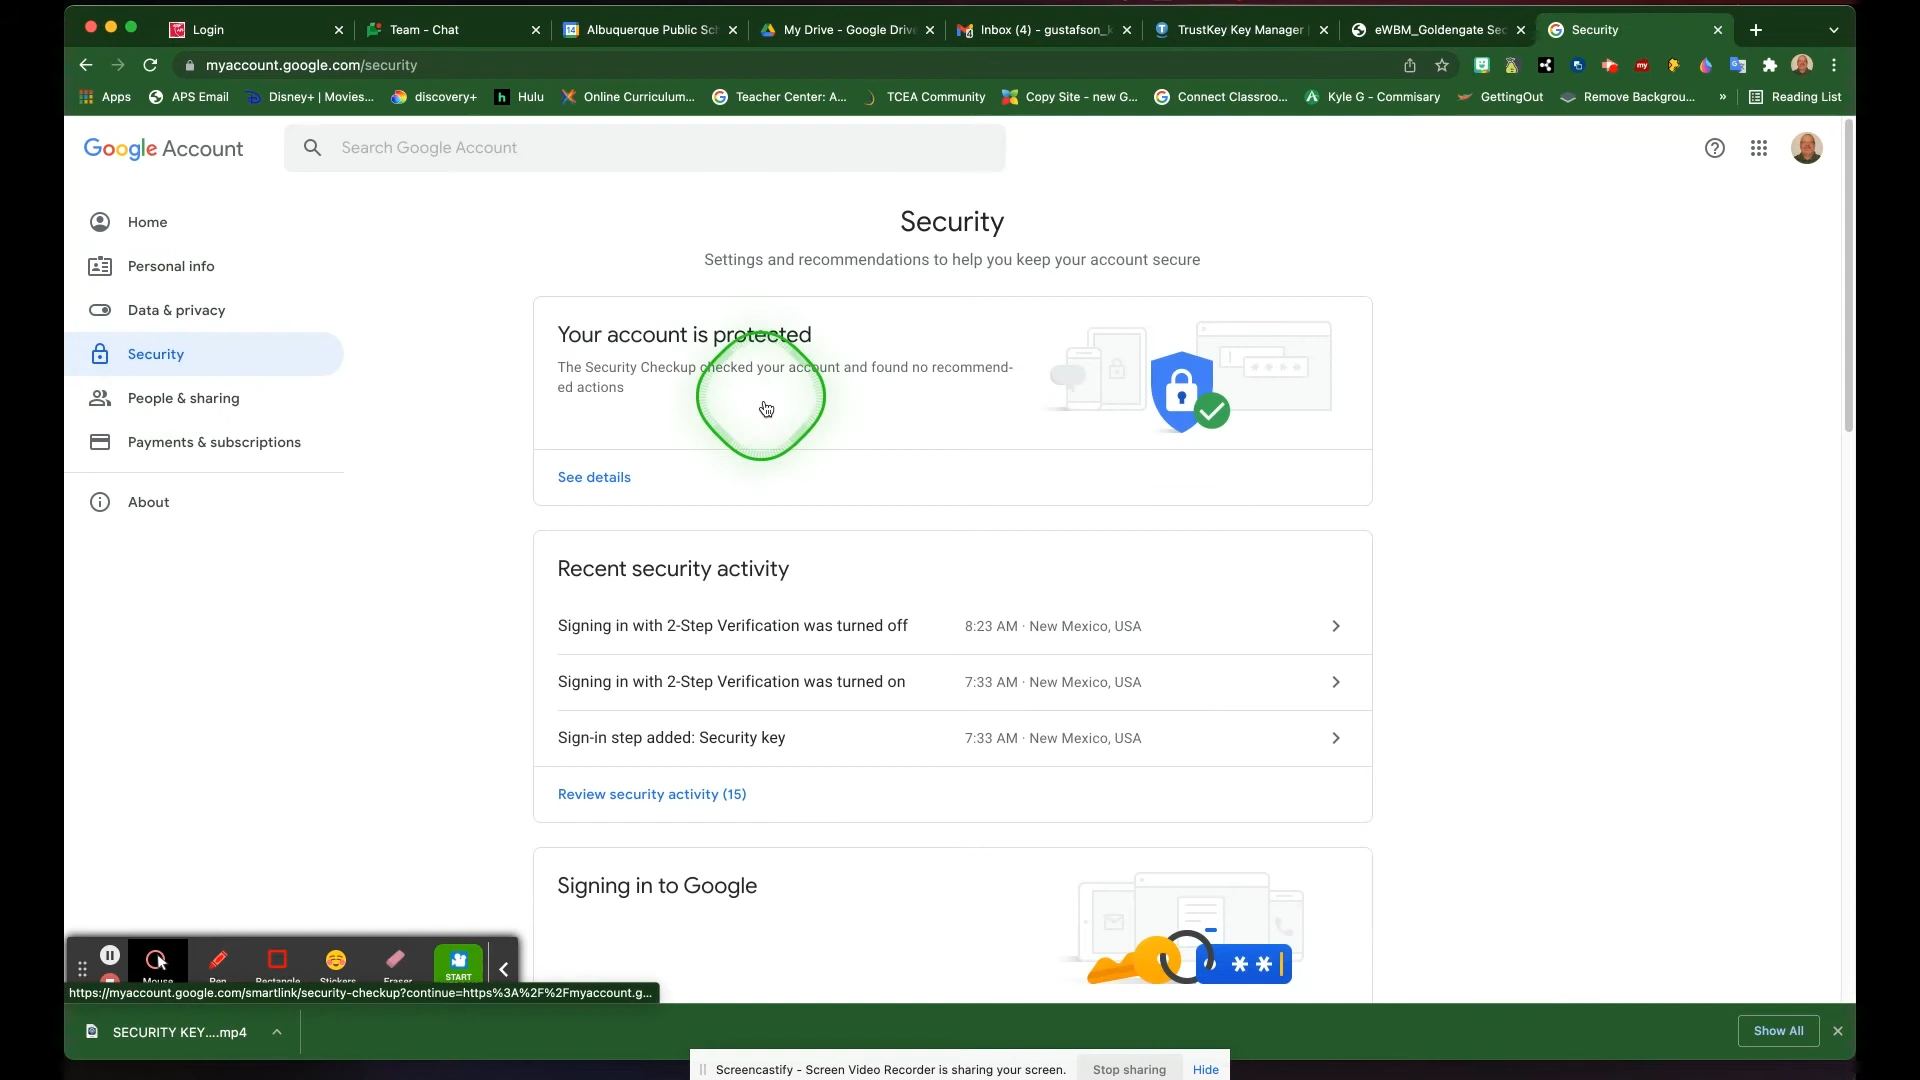 Login
Team - Chat
Albuquerque Public Sch
My Drive - Google Drive
Inbox (4) - gustafson_k
TrustKey Key Manager
eWBM_Goldengate Sec
Security
myaccount.google.com/security
Apps
APS Email
Disney+ | Movies...
discovery+
Hulu
Online Curriculum...
Teacher Center: A...
TCEA Community
Copy Site - new G...
Connect Classroo...
Kyle G - Commisary
GettingOut
Remove Backgrou...
»
Reading List
Google Account
Search Google Account
Home
Personal info
Data & privacy
Security
People & sharing
Payments & subscriptions
About
Security
Settings and recommendations to help you keep your account secure
Your account is protected
The Security Checkup checked your account and found no recommend-
ed actions
See details
Recent security activity
Signing in with 2-Step Verification was turned off
8:23 AM · New Mexico, USA
Signing in with 2-Step Verification was turned on
7:33 AM · New Mexico, USA
Sign-in step added: Security key
7:33 AM · New Mexico, USA
Review security activity (15)
Signing in to Google
Mouse
Pen
Rectangle
Stickers
Eraser
START
https://myaccount.google.com/smartlink/security-checkup?continue=https%3A%2F%2Fmyaccount.g...
SECURITY KEY....mp4
Show All
Screencastify - Screen Video Recorder is sharing your screen.
Stop sharing
Hide